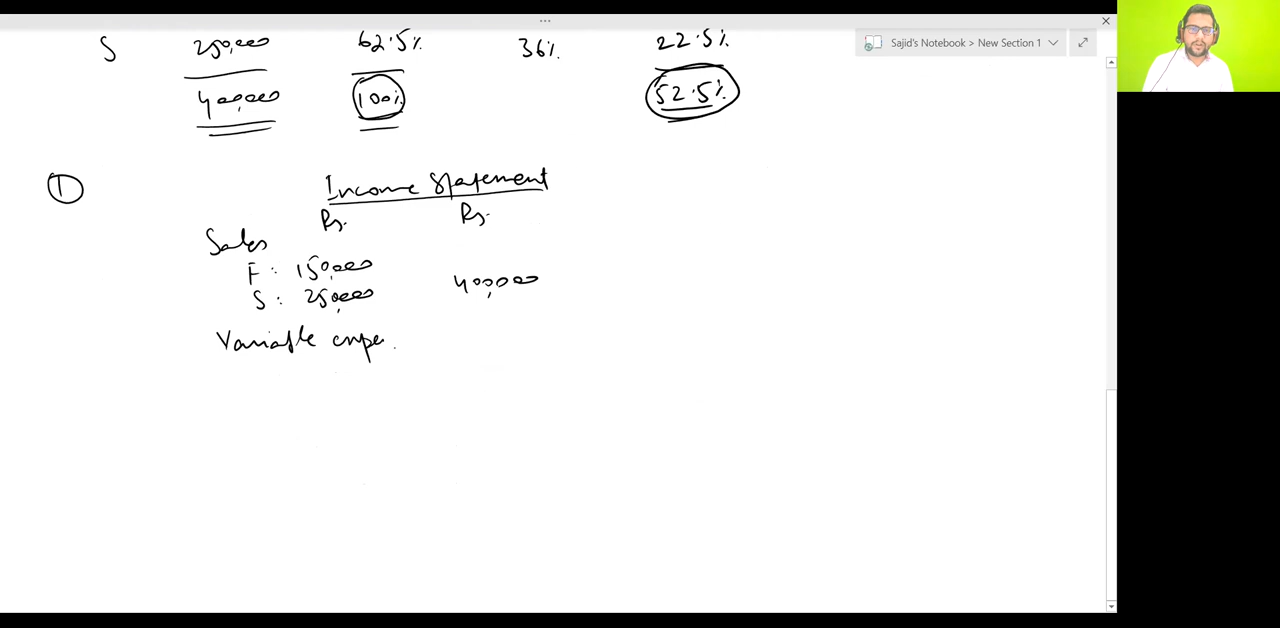 Sajid's Notebook > New Section 1
S 250,000 62.5% 36% 22.5%
400,000 100% 52.5%
① Income Statement
Rs. Rs.
Sales
F: 150,000
S: 250,000 400,000
Variable expe.